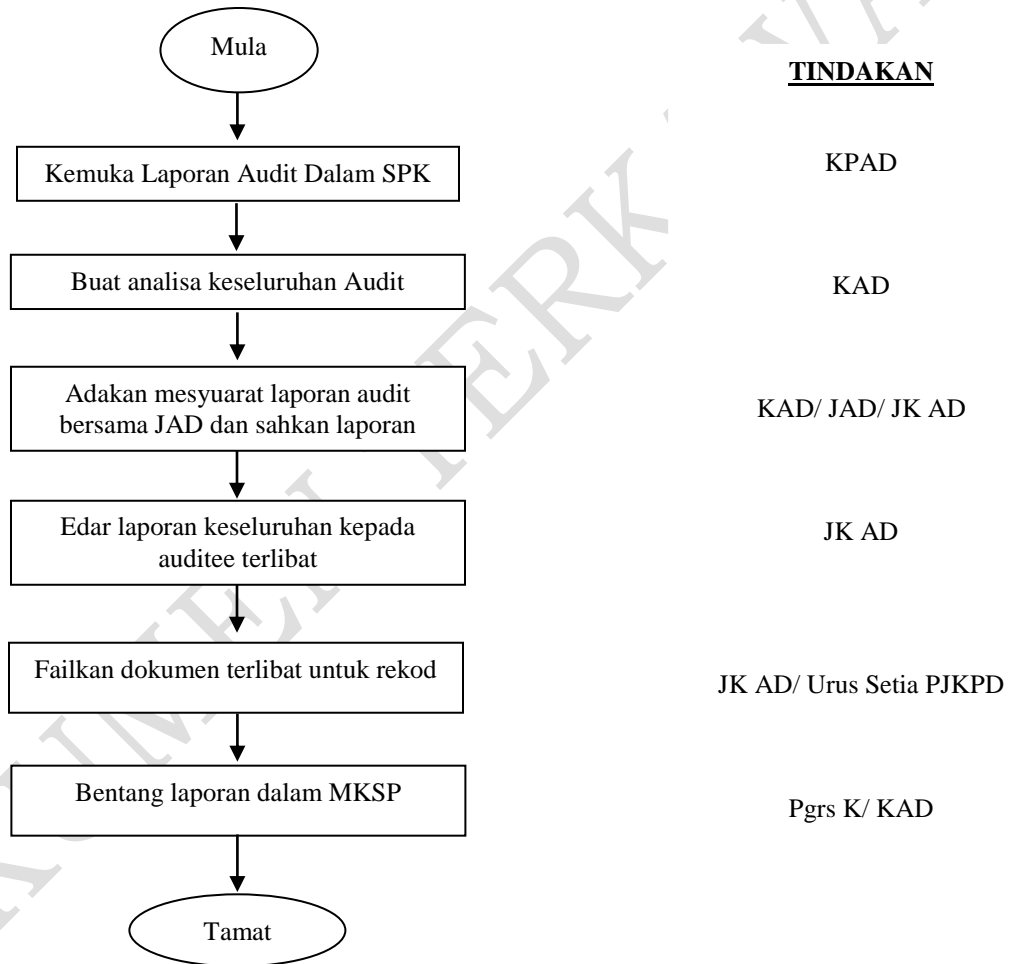 Mula
TINDAKAN
Kemuka Laporan Audit Dalam SPK
KPAD
Buat analisa keseluruhan Audit
KAD
Adakan mesyuarat laporan audit
bersama JAD dan sahkan laporan
KAD/ JAD/ JK AD
Edar laporan keseluruhan kepada
auditee terlibat
JK AD
Failkan dokumen terlibat untuk rekod
JK AD/ Urus Setia PJKPD
Bentang laporan dalam MKSP
Pgrs K/ KAD
Tamat